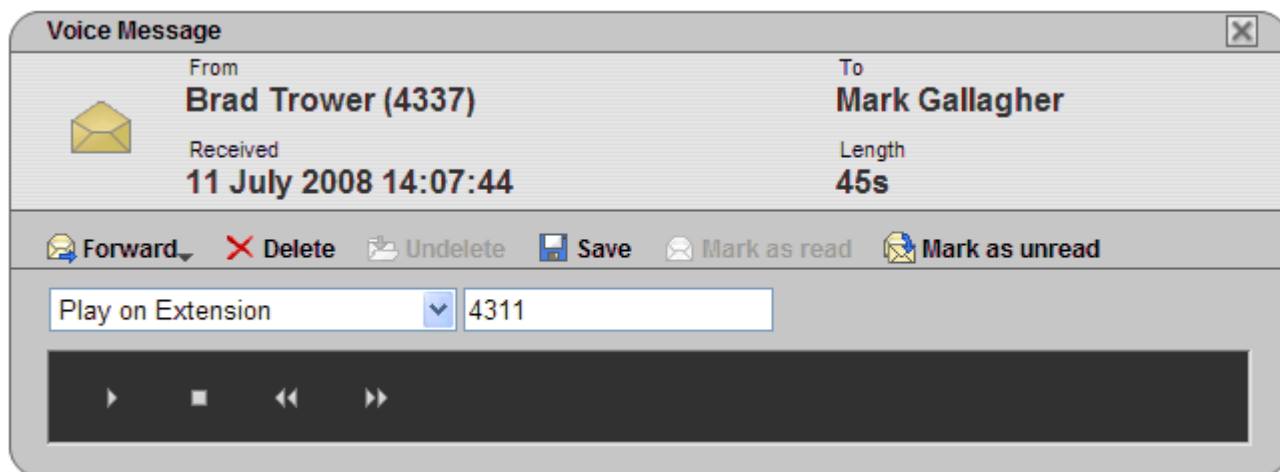 Voice Message
From To
Brad Trower (4337) Mark Gallagher
Received Length
11 July 2008 14:07:44 45s
Forward Delete Undelete Save Mark as read Mark as unread
Play on Extension 4311